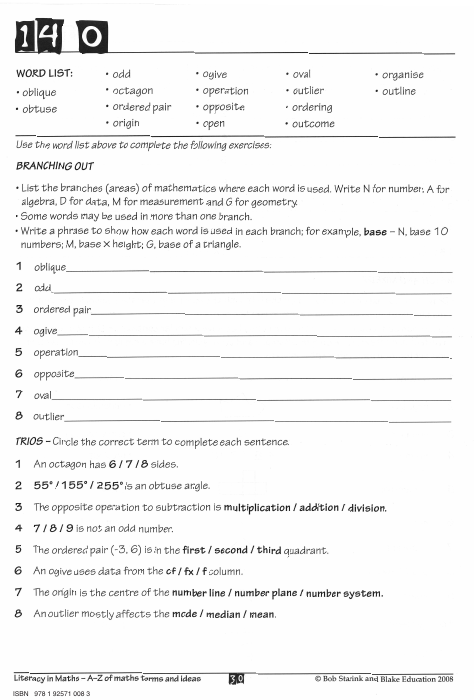 14 O
WORD LIST: • odd • ogive • oval • organise
• oblique • octagon • operation • outlier • outline
• obtuse • ordered pair • opposite • ordering
• origin • open • outcome
Use the word list above to complete the following exercises:
BRANCHING OUT
• List the branches (areas) of mathematics where each word is used. Write N for number, A for
algebra, D for data, M for measurement and G for geometry.
• Some words may be used in more than one branch.
• Write a phrase to show how each word is used in each branch; for example, base – N, base 10
numbers; M, base × height; G, base of a triangle.
1 oblique
2 odd
3 ordered pair
4 ogive
5 operation
6 opposite
7 oval
8 outlier
TRIOS – Circle the correct term to complete each sentence.
1 An octagon has 6 / 7 / 8 sides.
2 55° / 155° / 255° is an obtuse angle.
3 The opposite operation to subtraction is multiplication / addition / division.
4 7 / 8 / 9 is not an odd number.
5 The ordered pair (-3, 6) is in the first / second / third quadrant.
6 An ogive uses data from the cf / fx / f column.
7 The origin is the centre of the number line / number plane / number system.
8 An outlier mostly affects the mode / median / mean.
Literacy in Maths – A–Z of maths terms and ideas 30 © Bob Starink and Blake Education 2008
ISBN 978 1 92571 008 3